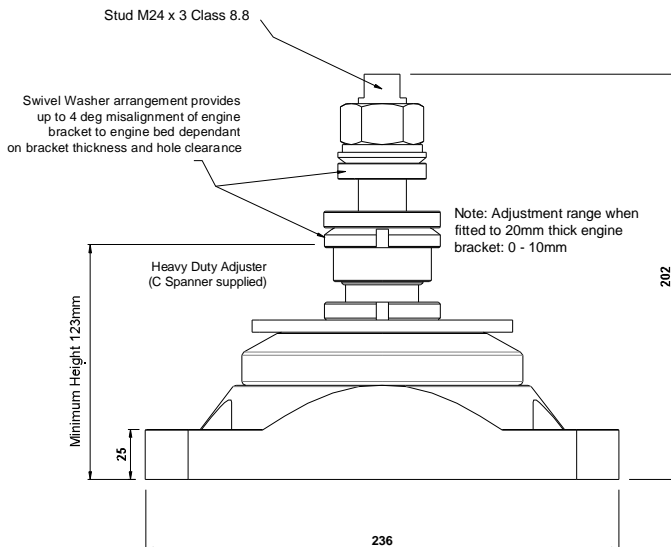 Stud M24 x 3 Class 8.8
Swivel Washer arrangement provides
up to 4 deg misalignment of engine
bracket to engine bed dependant
on bracket thickness and hole clearance
Note: Adjustment range when
fitted to 20mm thick engine
bracket: 0 - 10mm
Heavy Duty Adjuster
(C Spanner supplied)
202
Minimum Height 123mm
25
236